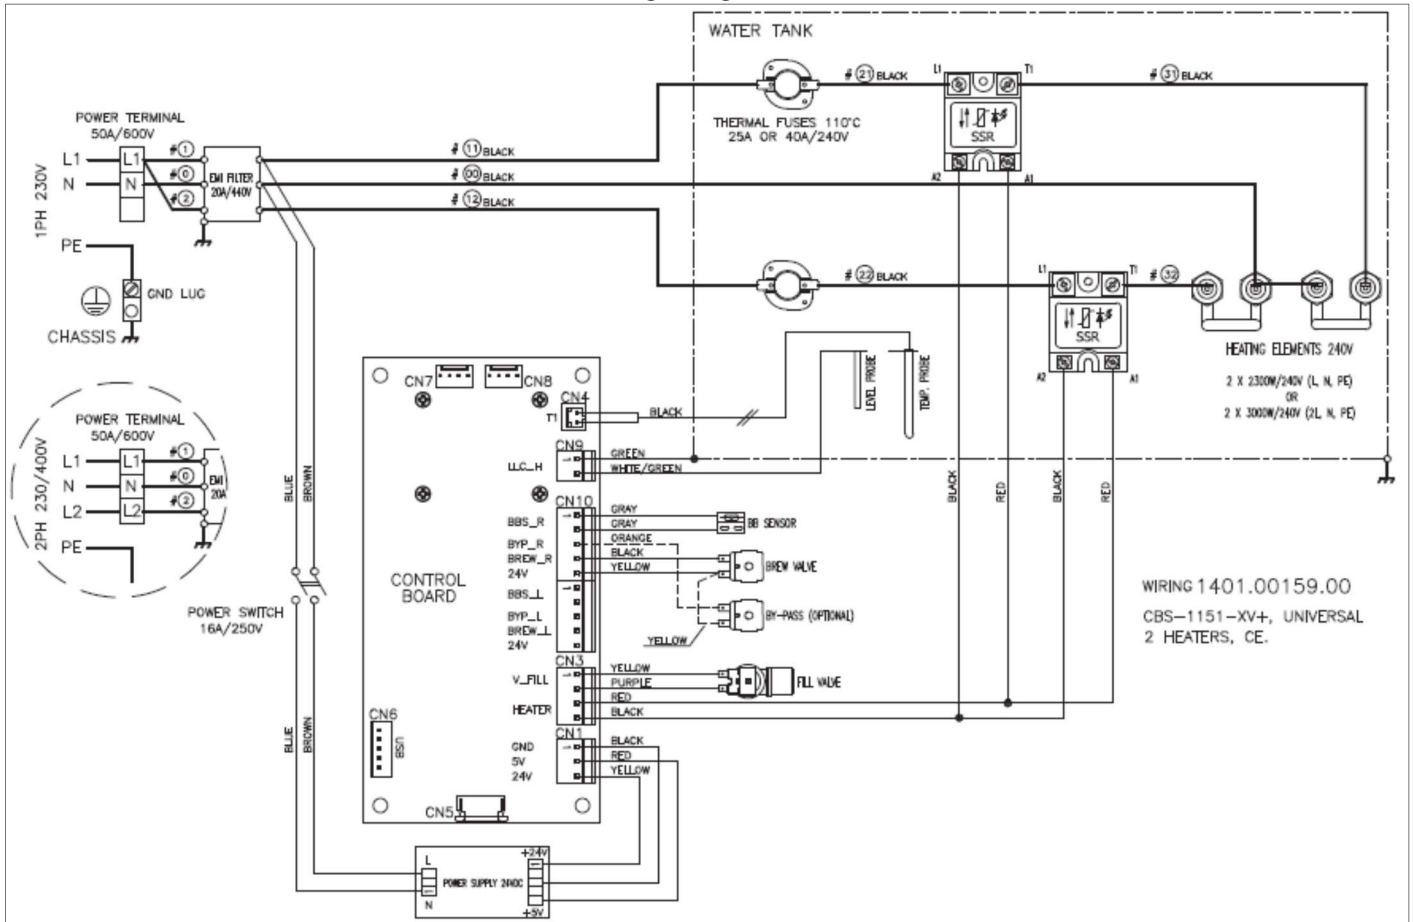 WATER TANK
L1
T1
# 21 BLACK
# 31 BLACK
POWER TERMINAL
50A/600V
THERMAL FUSES 110°C
25A OR 40A/240V
SSR
1PH 230V
L1
L1
#1
# 11 BLACK
N
N
#0
EMI FILTER
20A/440V
# 00 BLACK
A2
A1
#2
# 12 BLACK
PE
GND LUG
CHASSIS
# 22 BLACK
L1
T1
# 32
SSR
A2
A1
HEATING ELEMENTS 240V
2 X 2300W/240V (L, N, PE)
OR
2 X 3000W/240V (2L, N, PE)
POWER TERMINAL
50A/600V
2PH 230/400V
L1
L1
#1
N
N
#0
EMI
20A
L2
L2
#2
PE
CN7
CN8
CN4
T1
BLACK
LEVEL PROBE
TEMP. PROBE
CN9
LLC_H
GREEN
WHITE/GREEN
BLACK
RED
BLACK
RED
BLUE
BROWN
CN10
BBS_R
GRAY
GRAY
BB SENSOR
BYP_R
ORANGE
BREW_R
BLACK
24V
YELLOW
BREW VALVE
CONTROL
BOARD
BBS_L
BYP_L
BREW_L
24V
BY-PASS (OPTIONAL)
YELLOW
POWER SWITCH
16A/250V
WIRING 1401.00159.00
CBS-1151-XV+, UNIVERSAL
2 HEATERS, CE.
CN3
V_FILL
YELLOW
PURPLE
FILL VALVE
HEATER
RED
BLACK
CN6
USB
BLUE
BROWN
CN1
GND
BLACK
5V
RED
24V
YELLOW
CN5
L
+24V
POWER SUPPLY 24VDC
N
+5V